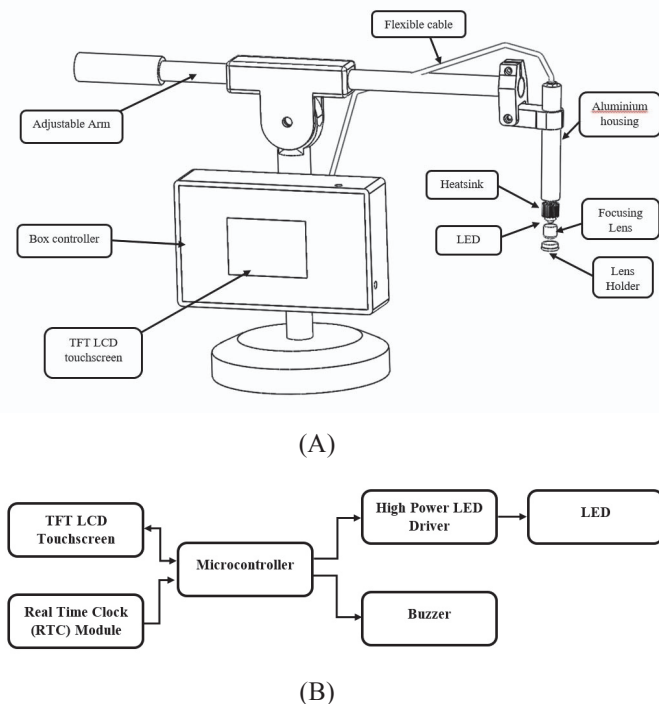 Flexible cable
Adjustable Arm
Aluminium
housing
Heatsink
Box controller
LED
Focusing
Lens
Lens
Holder
TFT LCD
touchscreen
(A)
TFT LCD
Touchscreen
High Power LED
Driver
LED
Microcontroller
Real Time Clock
(RTC) Module
Buzzer
(B)